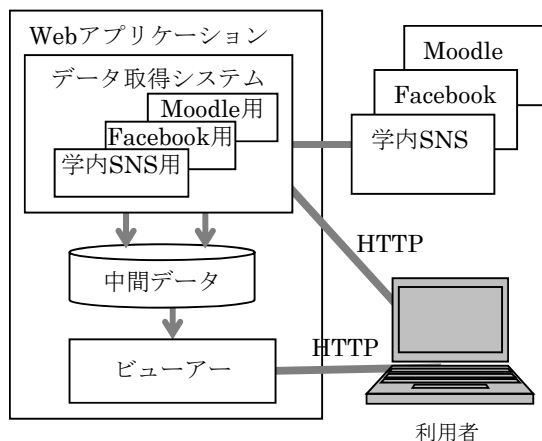 Webアプリケーション
データ取得システム
Moodle用
Facebook用
学内SNS用
Moodle
Facebook
学内SNS
HTTP
中間データ
HTTP
ビューアー
利用者